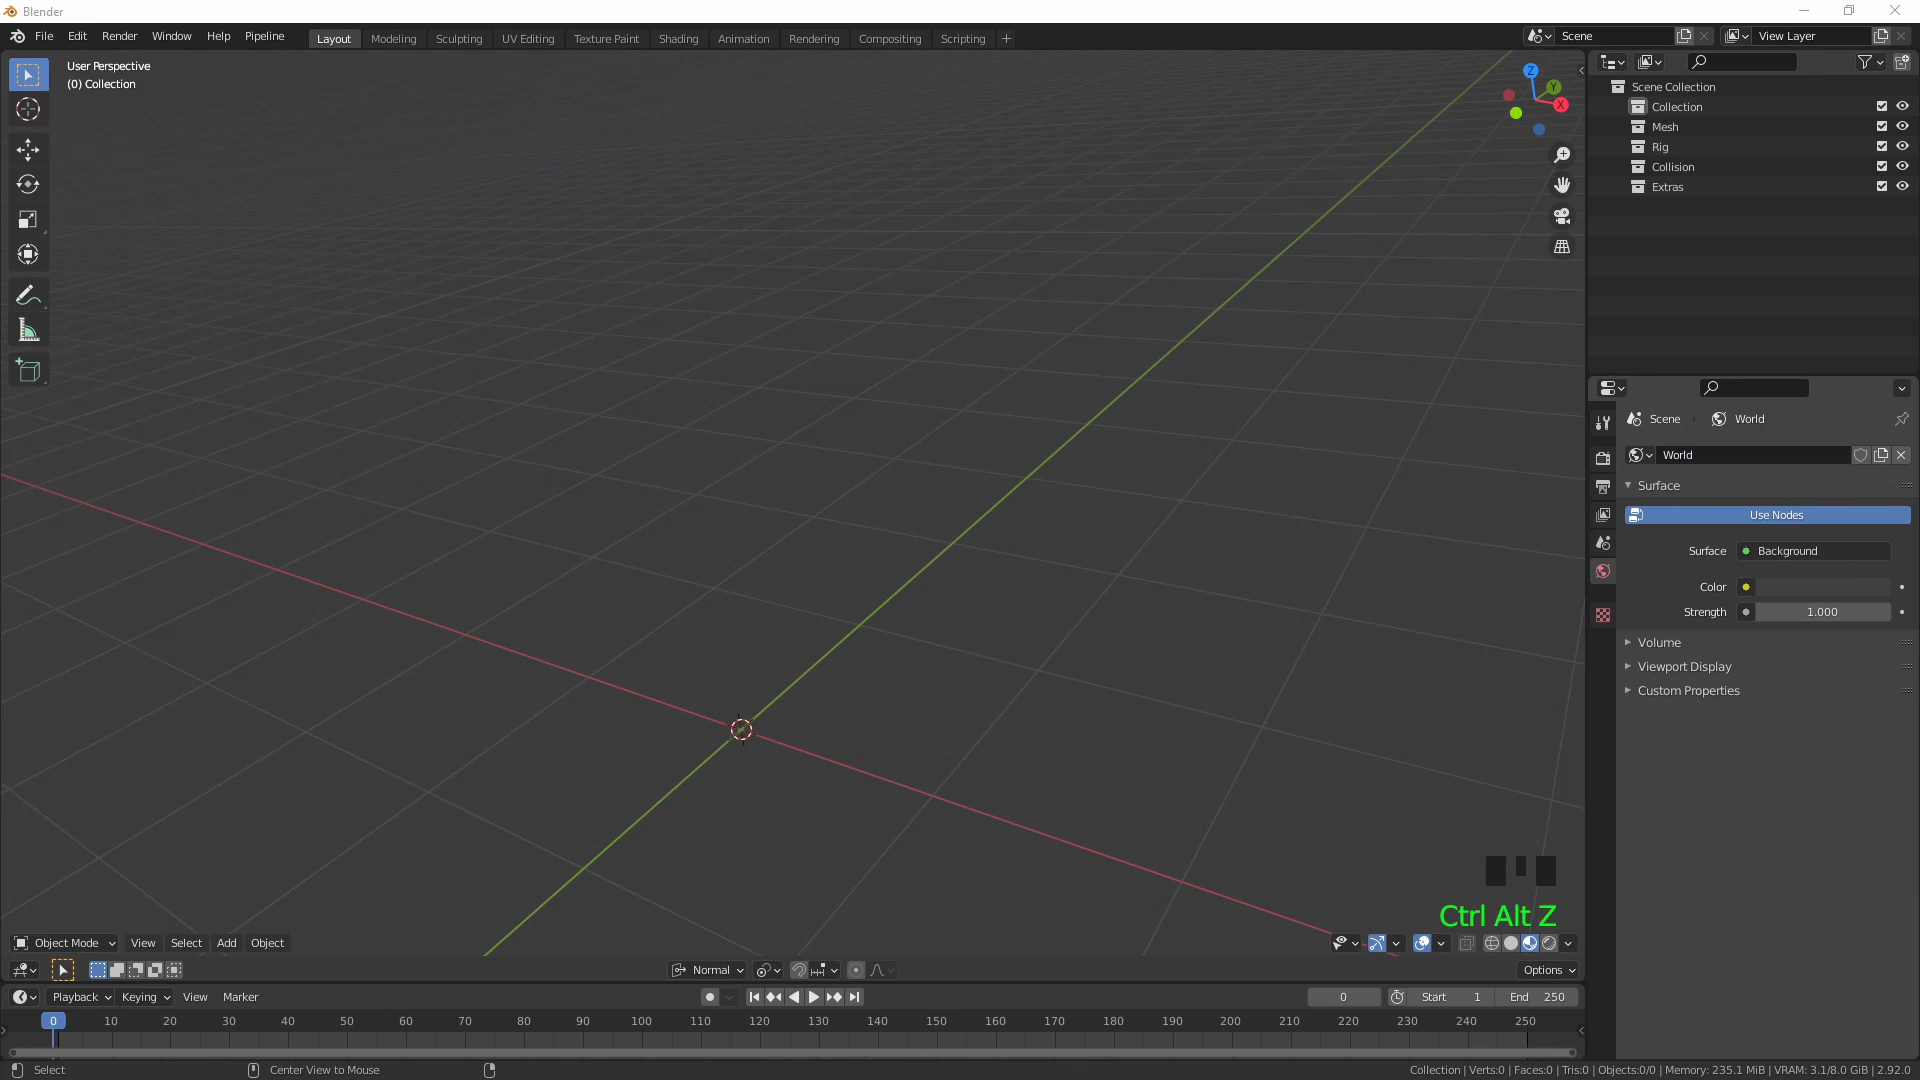 Blender
File Edit Render Window Help Pipeline Layout Modeling Sculpting UV Editing Texture Paint Shading Animation Rendering Compositing Scripting + Scene View Layer
User Perspective
(0) Collection
Z
Y
X
Scene Collection
Collection
Mesh
Rig
Collision
Extras
Scene World
World
Surface
Use Nodes
Surface Background
Color
Strength 1.000
Volume
Viewport Display
Custom Properties
Ctrl Alt Z
Object Mode View Select Add Object
Normal Options
Playback Keying View Marker 0 Start 1 End 250
0 10 20 30 40 50 60 70 80 90 100 110 120 130 140 150 160 170 180 190 200 210 220 230 240 250
Select Center View to Mouse Collection | Verts:0 | Faces:0 | Tris:0 | Objects:0/0 | Memory: 235.1 MiB | VRAM: 3.1/8.0 GiB | 2.92.0